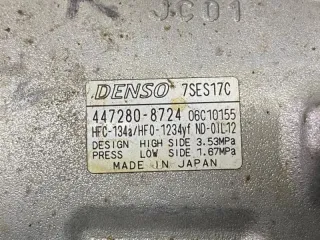 JC01
DENSO 7SES17C
447280-8724 06C10155
HFC-134a/HFO-1234yf ND-OIL12
DESIGN HIGH SIDE 3.53MPa
PRESS LOW SIDE 1.67MPa
MADE IN JAPAN